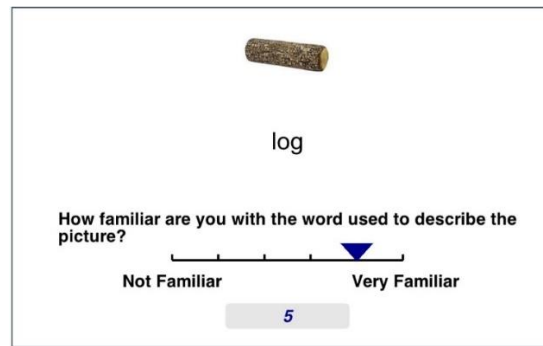 log
How familiar are you with the word used to describe the
picture?
Not Familiar Very Familiar
5